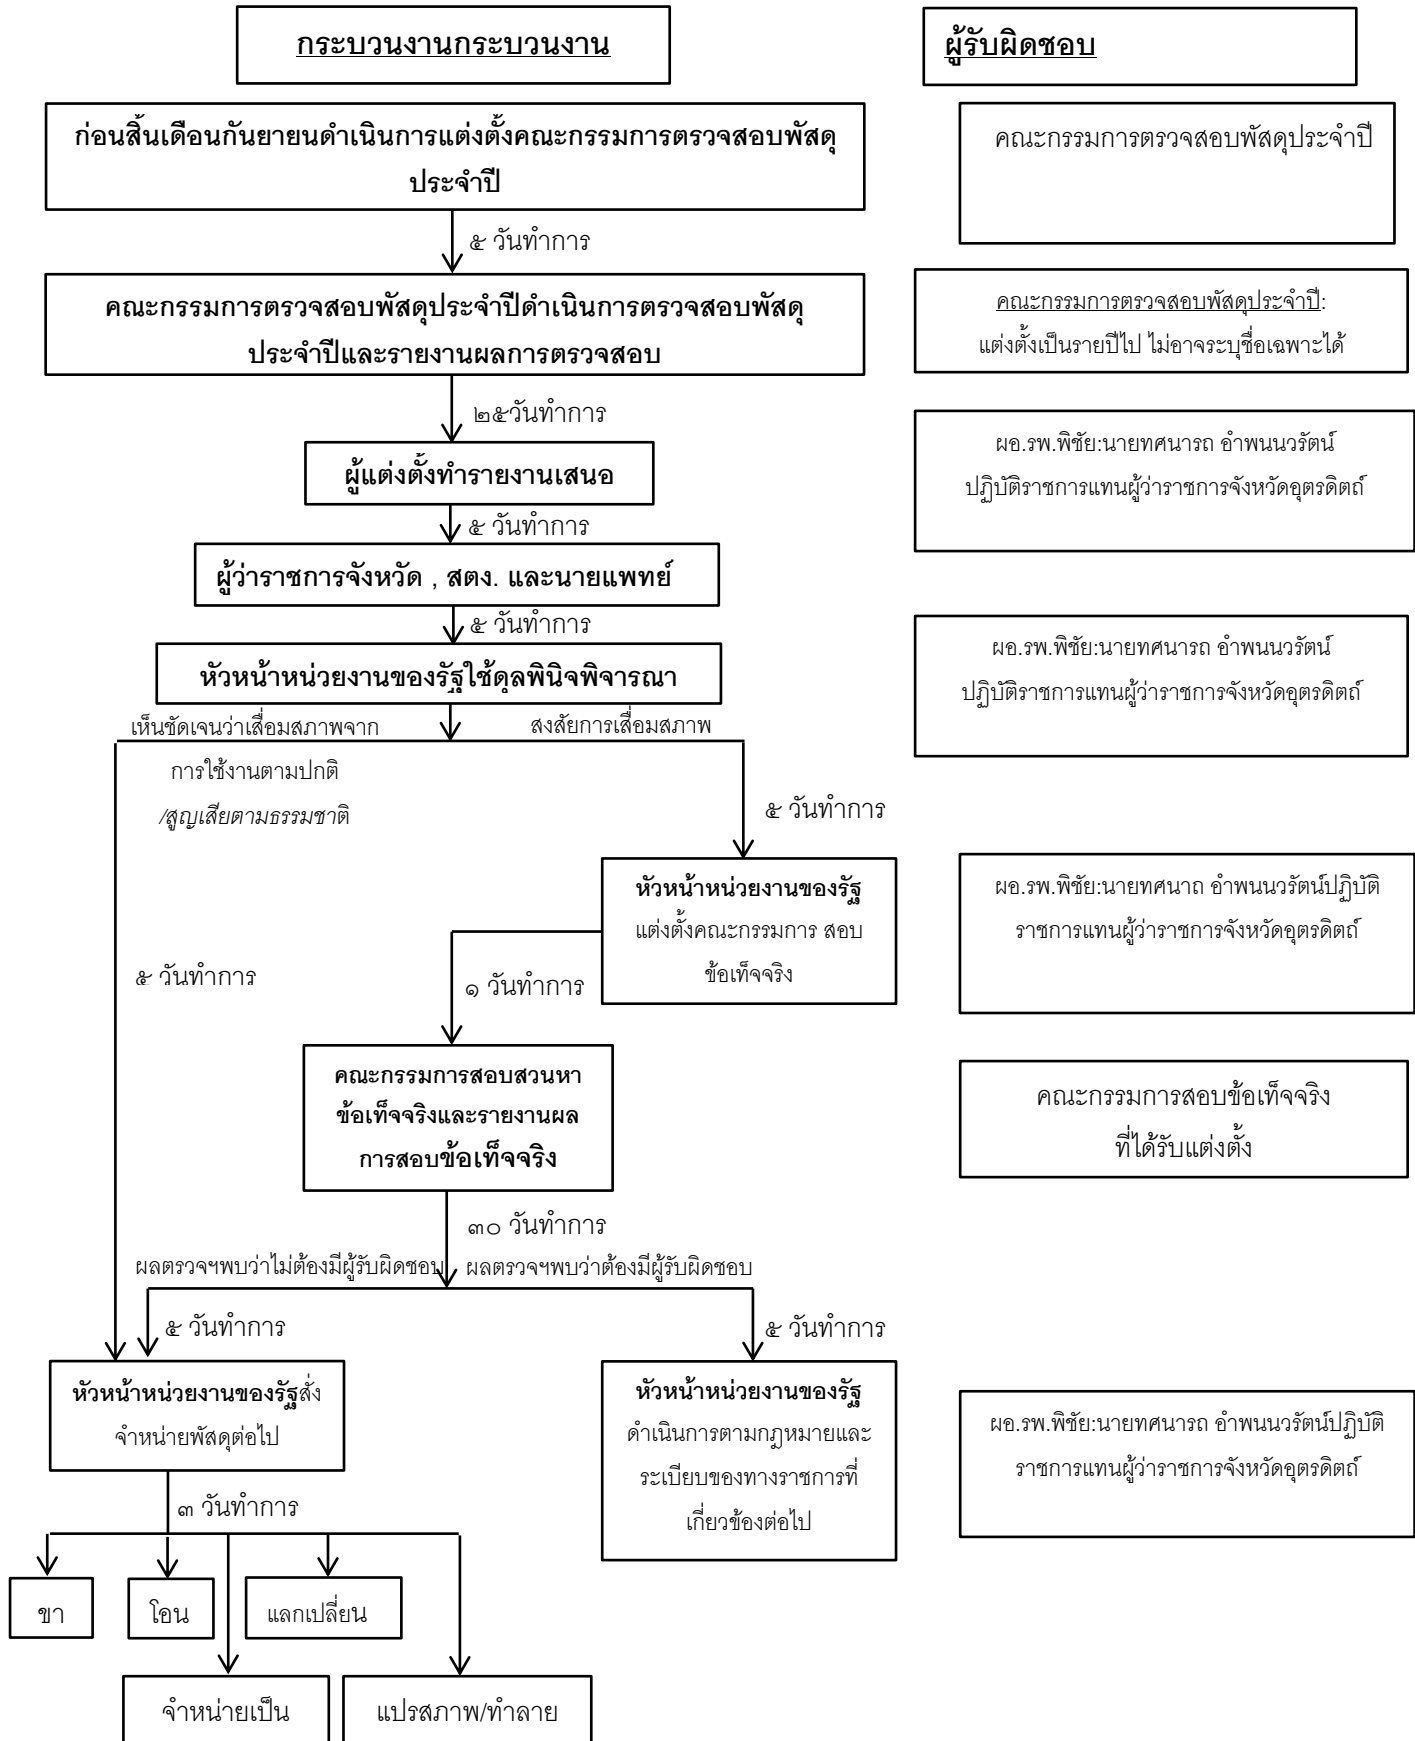 กระบวนงานกระบวนงาน
ผู้รับผิดชอบ
ก่อนสิ้นเดือนกันยายนดำเนินการแต่งตั้งคณะกรรมการตรวจสอบพัสดุ
ประจำปี
คณะกรรมการตรวจสอบพัสดุประจำปี
๕ วันทำการ
คณะกรรมการตรวจสอบพัสดุประจำปีดำเนินการตรวจสอบพัสดุ
ประจำปีและรายงานผลการตรวจสอบ
คณะกรรมการตรวจสอบพัสดุประจำปี:
แต่งตั้งเป็นรายปีไป ไม่อาจระบุชื่อเฉพาะได้
๒๕วันทำการ
ผู้แต่งตั้งทำรายงานเสนอ
ผอ.รพ.พิชัย:นายทศนารถ อำพนนวรัตน์
ปฏิบัติราชการแทนผู้ว่าราชการจังหวัดอุตรดิตถ์
๕ วันทำการ
ผู้ว่าราชการจังหวัด , สตง. และนายแพทย์
๕ วันทำการ
หัวหน้าหน่วยงานของรัฐใช้ดุลพินิจพิจารณา
ผอ.รพ.พิชัย:นายทศนารถ อำพนนวรัตน์
ปฏิบัติราชการแทนผู้ว่าราชการจังหวัดอุตรดิตถ์
เห็นชัดเจนว่าเสื่อมสภาพจาก
การใช้งานตามปกติ
/สูญเสียตามธรรมชาติ
สงสัยการเสื่อมสภาพ
๕ วันทำการ
หัวหน้าหน่วยงานของรัฐ
แต่งตั้งคณะกรรมการ สอบ
ข้อเท็จจริง
ผอ.รพ.พิชัย:นายทศนาถ อำพนนวรัตน์ปฏิบัติ
ราชการแทนผู้ว่าราชการจังหวัดอุตรดิตถ์
๕ วันทำการ
๑ วันทำการ
คณะกรรมการสอบสวนหา
ข้อเท็จจริงและรายงานผล
การสอบข้อเท็จจริง
คณะกรรมการสอบข้อเท็จจริง
ที่ได้รับแต่งตั้ง
๓๐ วันทำการ
ผลตรวจฯพบว่าไม่ต้องมีผู้รับผิดชอบ
ผลตรวจฯพบว่าต้องมีผู้รับผิดชอบ
๕ วันทำการ
๕ วันทำการ
หัวหน้าหน่วยงานของรัฐสั่ง
จำหน่ายพัสดุต่อไป
หัวหน้าหน่วยงานของรัฐ
ดำเนินการตามกฎหมายและ
ระเบียบของทางราชการที่
เกี่ยวข้องต่อไป
ผอ.รพ.พิชัย:นายทศนารถ อำพนนวรัตน์ปฏิบัติ
ราชการแทนผู้ว่าราชการจังหวัดอุตรดิตถ์
๓ วันทำการ
ขา
โอน
แลกเปลี่ยน
จำหน่ายเป็น
แปรสภาพ/ทำลาย